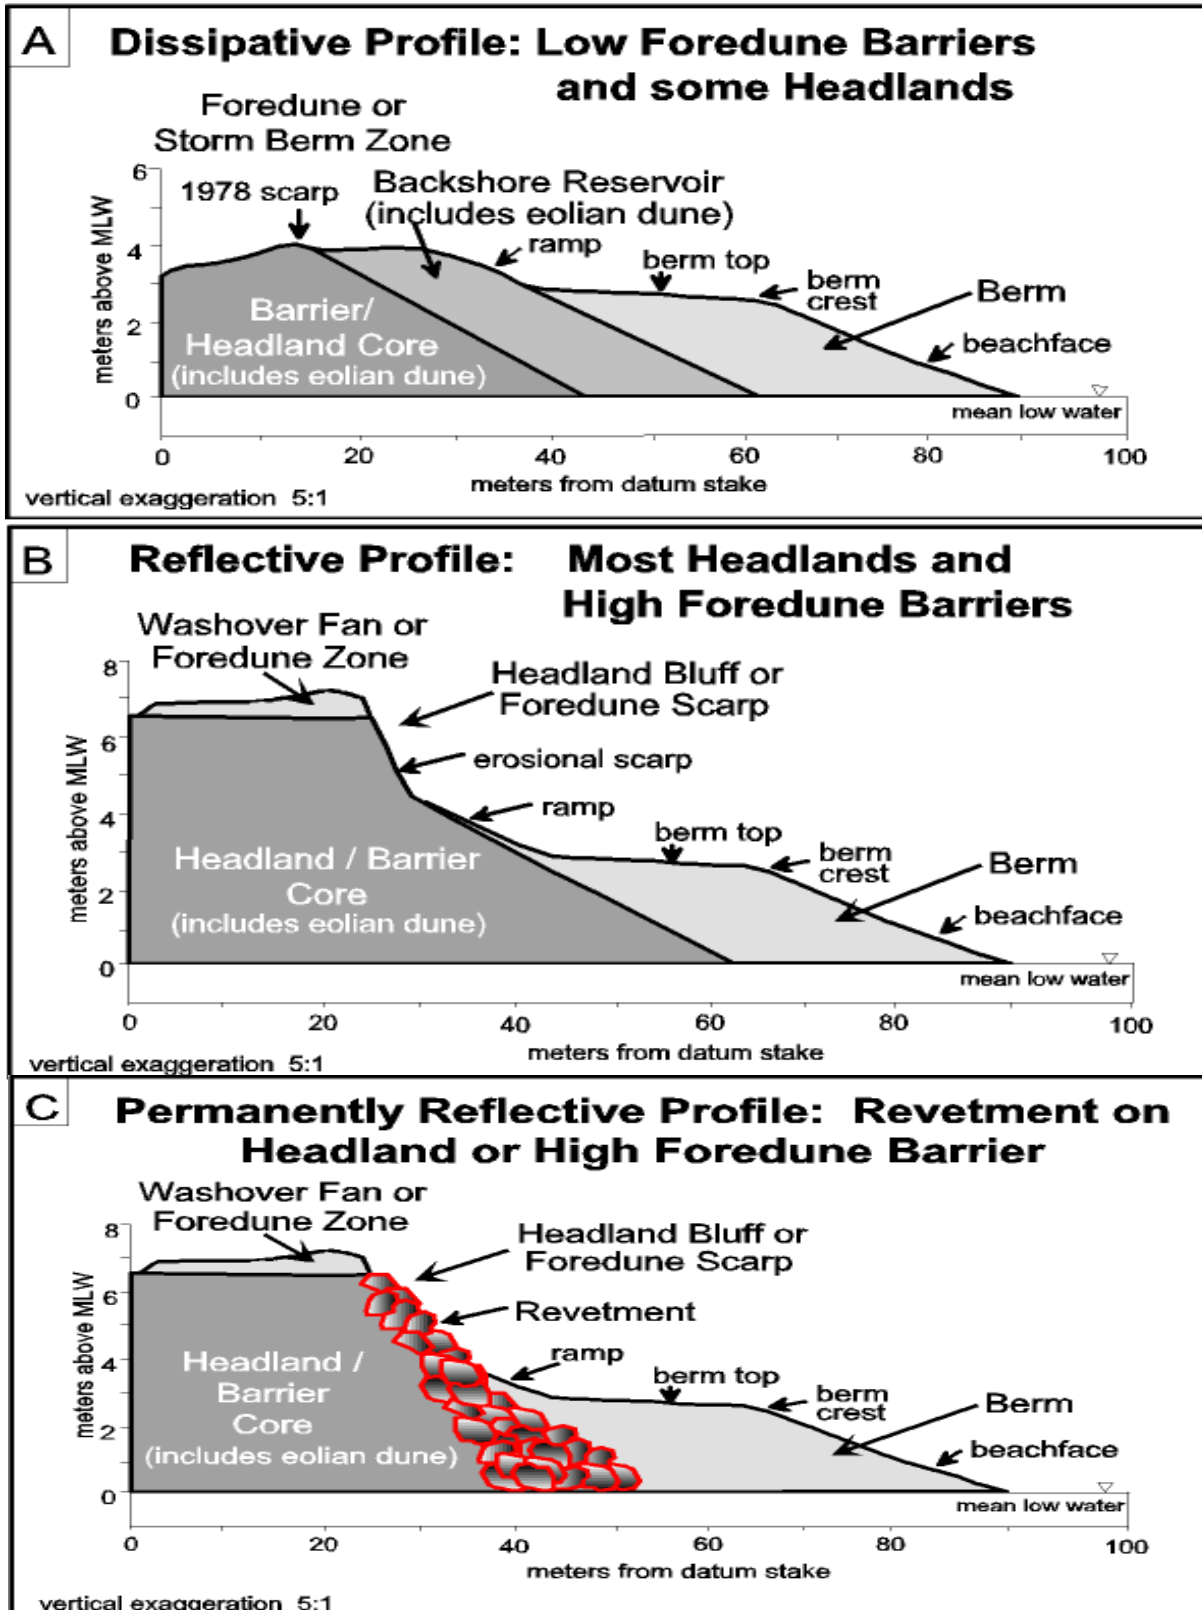 A
Dissipative Profile: Low Foredune Barriers
and some Headlands
Foredune or
Storm Berm Zone
1978 scarp
Backshore Reservoir
(includes eolian dune)
ramp
berm top
berm
crest
Berm
beachface
Barrier/
Headland Core
(includes eolian dune)
meters above MLW
6
4
2
0
mean low water
0 20 40 60 80 100
meters from datum stake
vertical exaggeration 5:1
B
Reflective Profile: Most Headlands and
High Foredune Barriers
Washover Fan or
Foredune Zone
Headland Bluff or
Foredune Scarp
erosional scarp
ramp
berm top
berm
crest
Berm
beachface
Headland / Barrier
Core
(includes eolian dune)
meters above MLW
8
6
4
2
0
mean low water
0 20 40 60 80 100
meters from datum stake
vertical exaggeration 5:1
C
Permanently Reflective Profile: Revetment on
Headland or High Foredune Barrier
Washover Fan or
Foredune Zone
Headland Bluff or
Foredune Scarp
Revetment
ramp
berm top
berm
crest
Berm
beachface
Headland /
Barrier
Core
(includes eolian dune)
meters above MLW
8
6
4
2
0
mean low water
0 20 40 60 80 100
meters from datum stake
vertical exaggeration 5:1